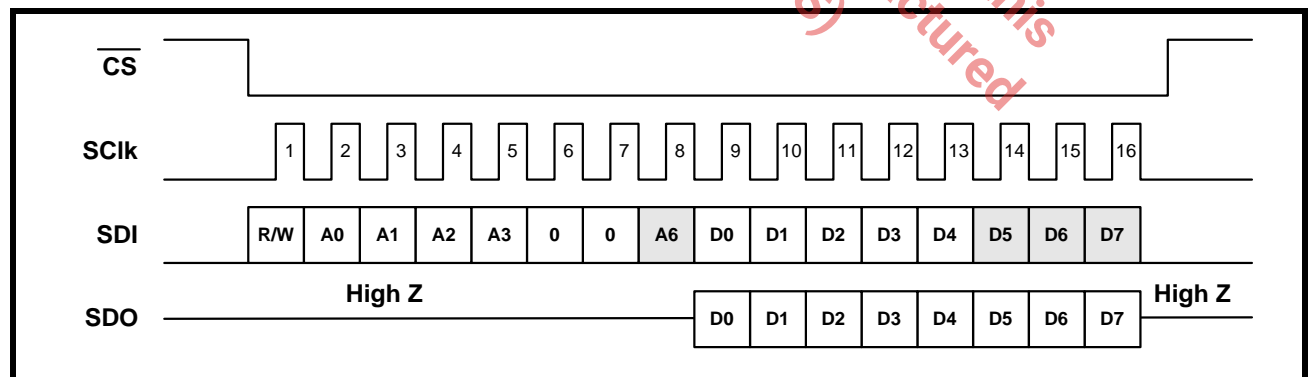 his
s)
ctured
CS
SClk
1 2 3 4 5 6 7 8 9 10 11 12 13 14 15 16
SDI
R/W A0 A1 A2 A3 0 0 A6 D0 D1 D2 D3 D4 D5 D6 D7
High Z
High Z
SDO
D0 D1 D2 D3 D4 D5 D6 D7